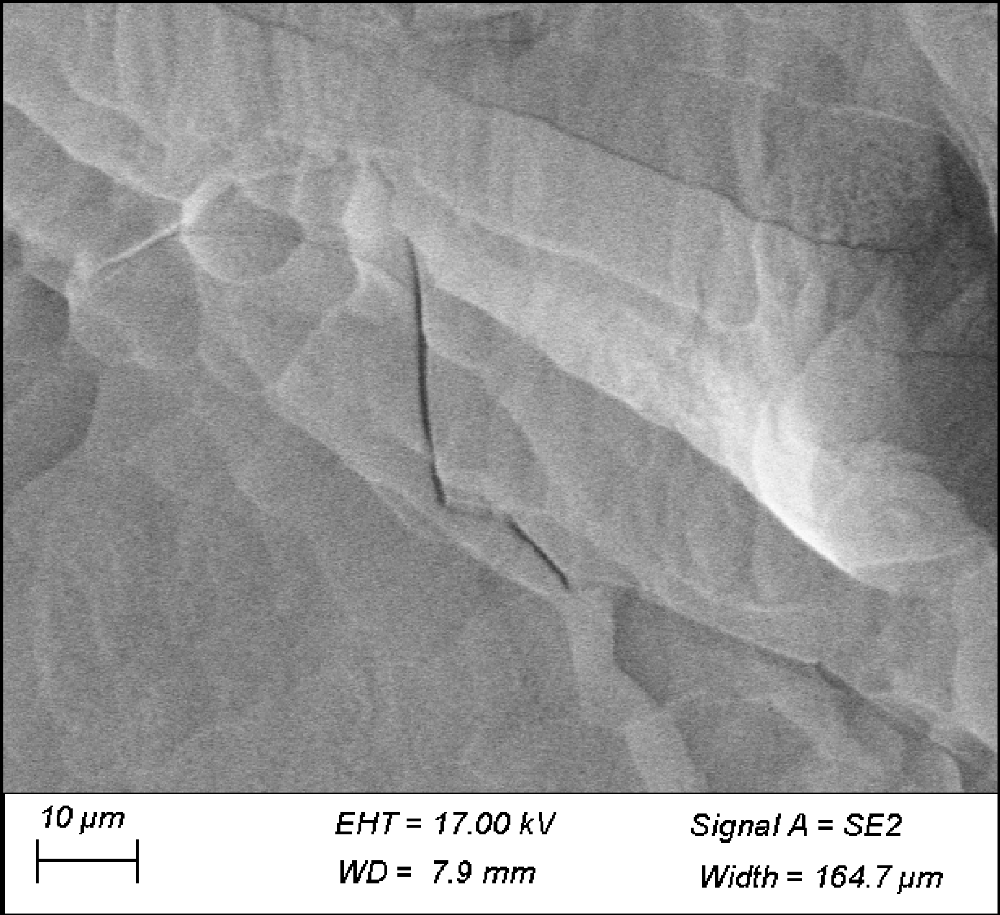 10 µm
EHT = 17.00 kV
Signal A = SE2
WD = 7.9 mm
Width = 164.7 µm